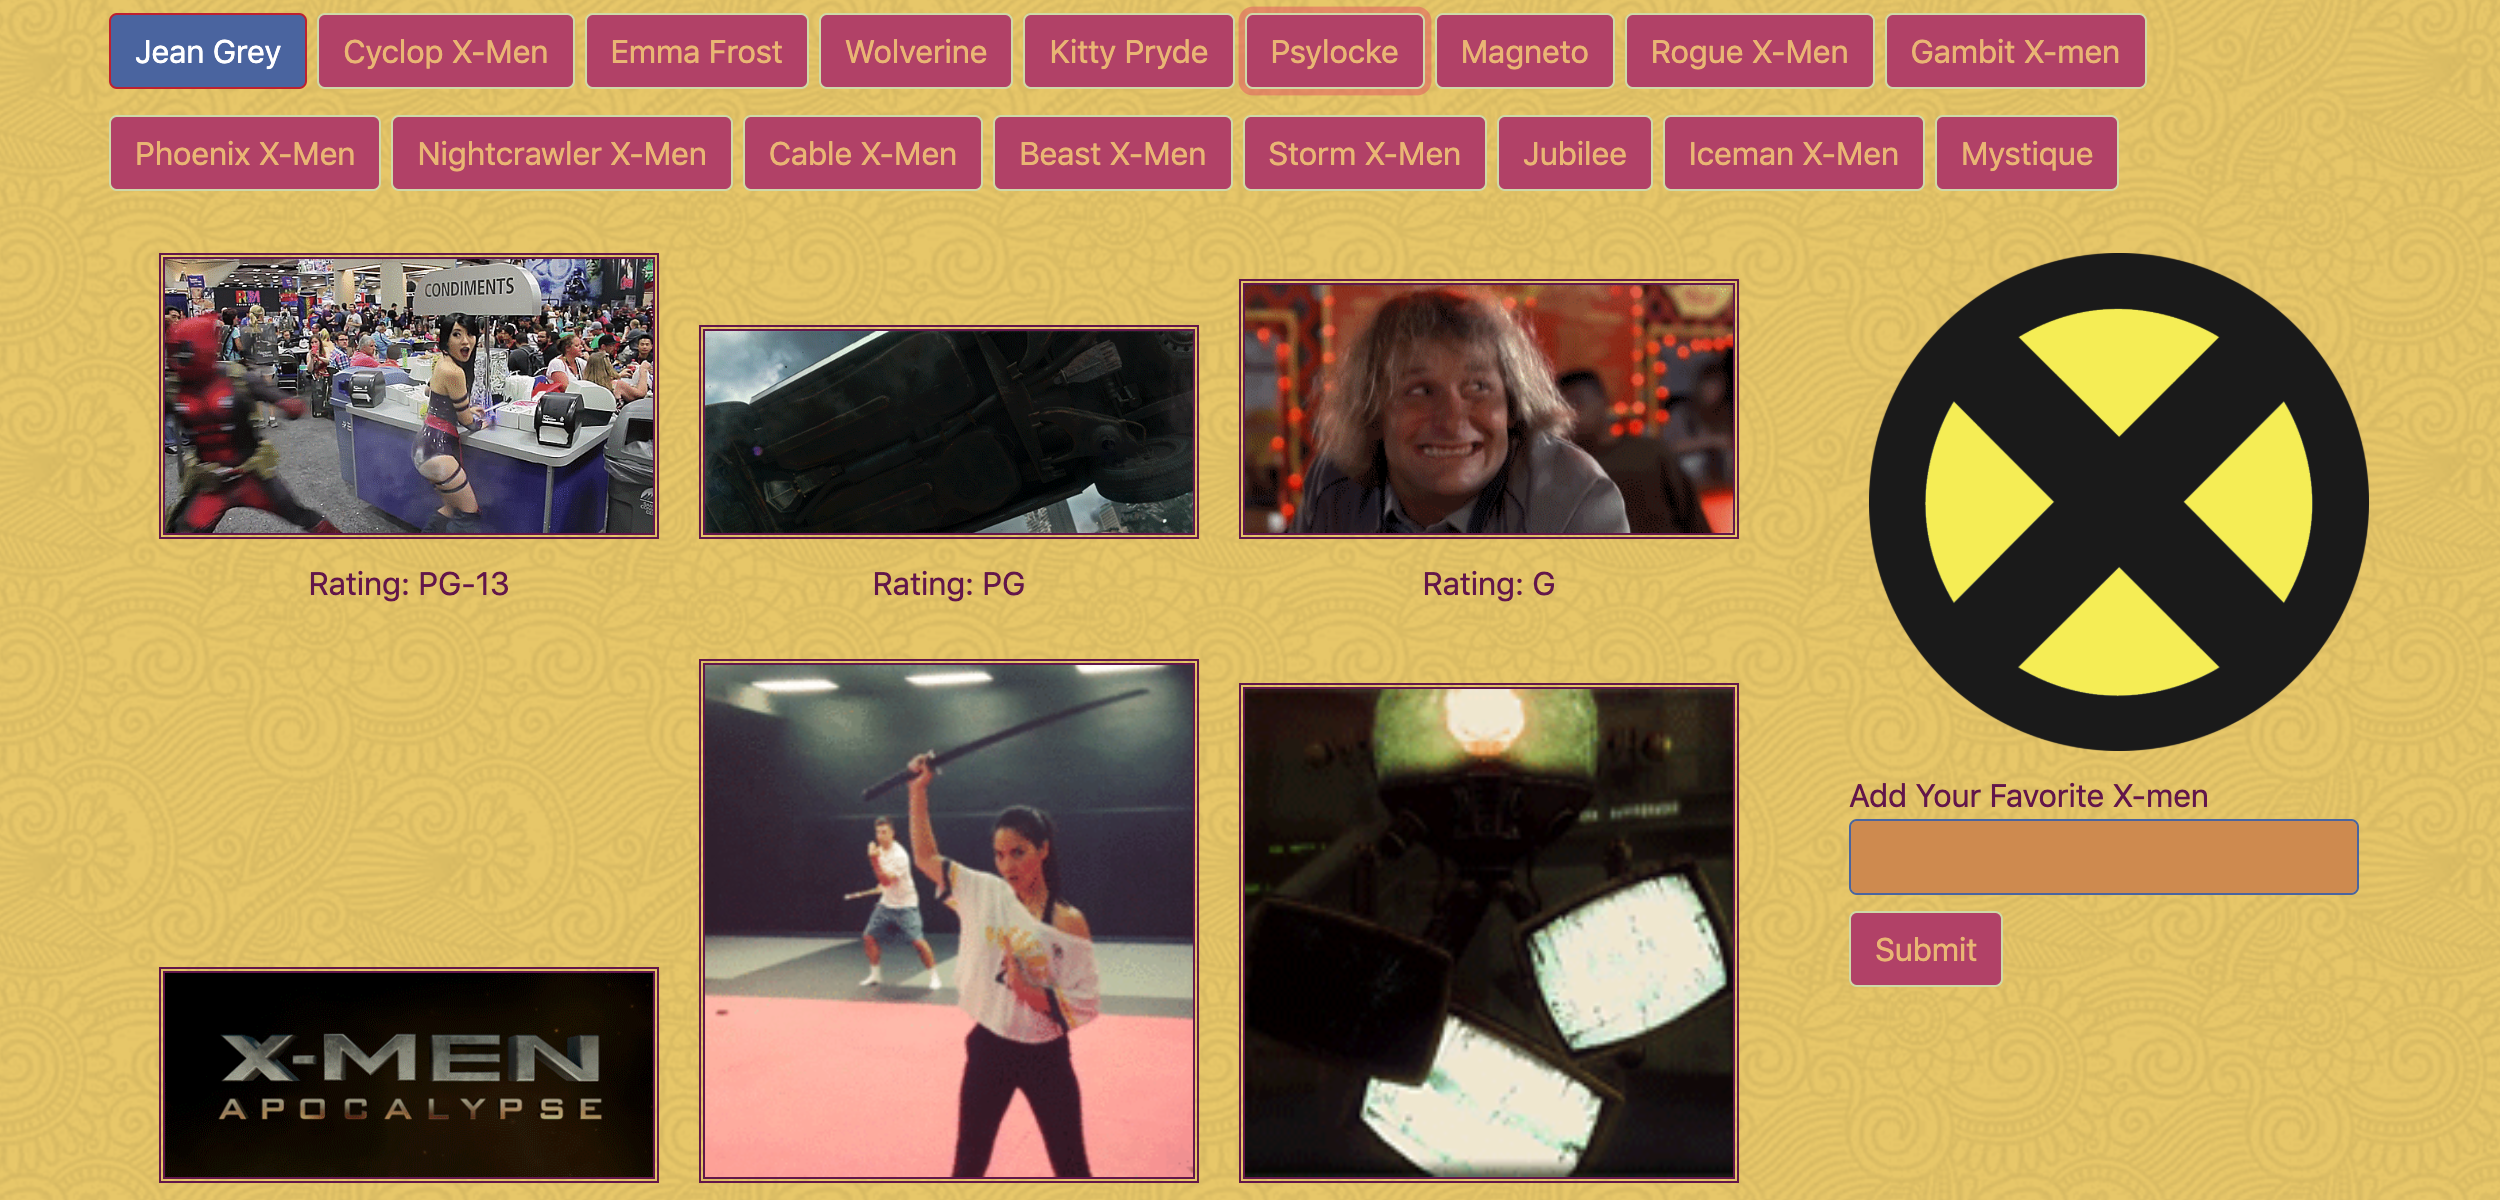 Jean Grey Cyclop X-Men Emma Frost Wolverine Kitty Pryde Psylocke Magneto Rogue X-Men Gambit X-men
Phoenix X-Men Nightcrawler X-Men Cable X-Men Beast X-Men Storm X-Men Jubilee Iceman X-Men Mystique
CONDIMENTS
Rating: PG-13
Rating: PG
Rating: G
X-MEN
APOCALYPSE
Add Your Favorite X-men
Submit